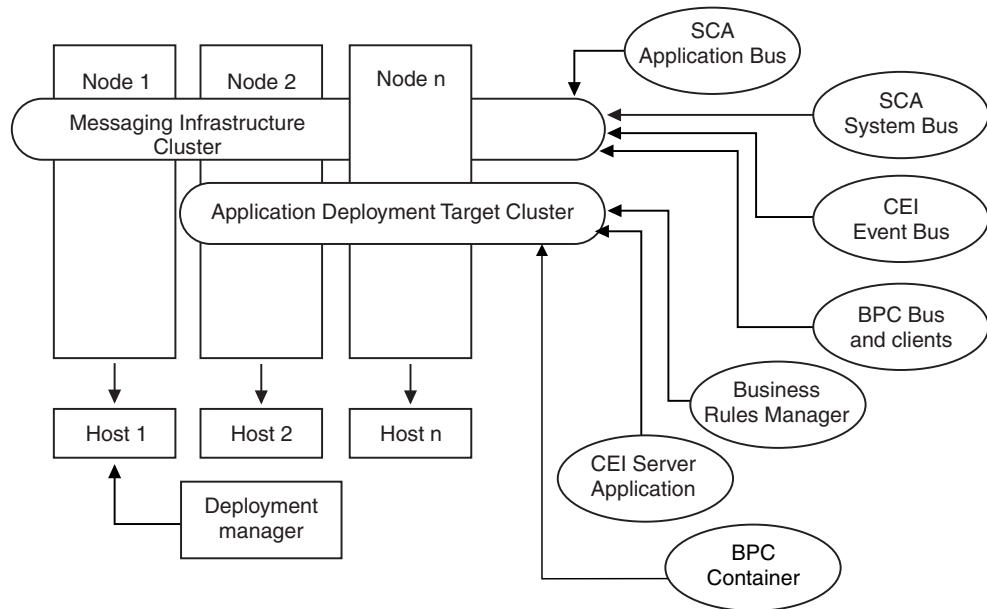 SCA
Application Bus
Node 1
Node 2
Node n
SCA
System Bus
Messaging Infrastructure
Cluster
Application Deployment Target Cluster
CEI
Event Bus
BPC Bus
and clients
Business
Rules Manager
Host 1
Host 2
Host n
CEI Server
Application
Deployment
manager
BPC
Container